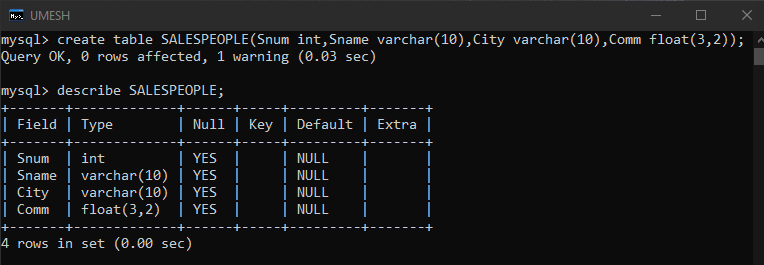 UMESH
mysql> create table SALESPEOPLE(Snum int,Sname varchar(10),City varchar(10),Comm float(3,2));
Query OK, 0 rows affected, 1 warning (0.03 sec)
mysql> describe SALESPEOPLE;
+-------+-------------+------+-----+---------+-------+
| Field | Type        | Null | Key | Default | Extra |
+-------+-------------+------+-----+---------+-------+
| Snum  | int         | YES  |     | NULL    |       |
| Sname | varchar(10) | YES  |     | NULL    |       |
| City  | varchar(10) | YES  |     | NULL    |       |
| Comm  | float(3,2)  | YES  |     | NULL    |       |
+-------+-------------+------+-----+---------+-------+
4 rows in set (0.00 sec)